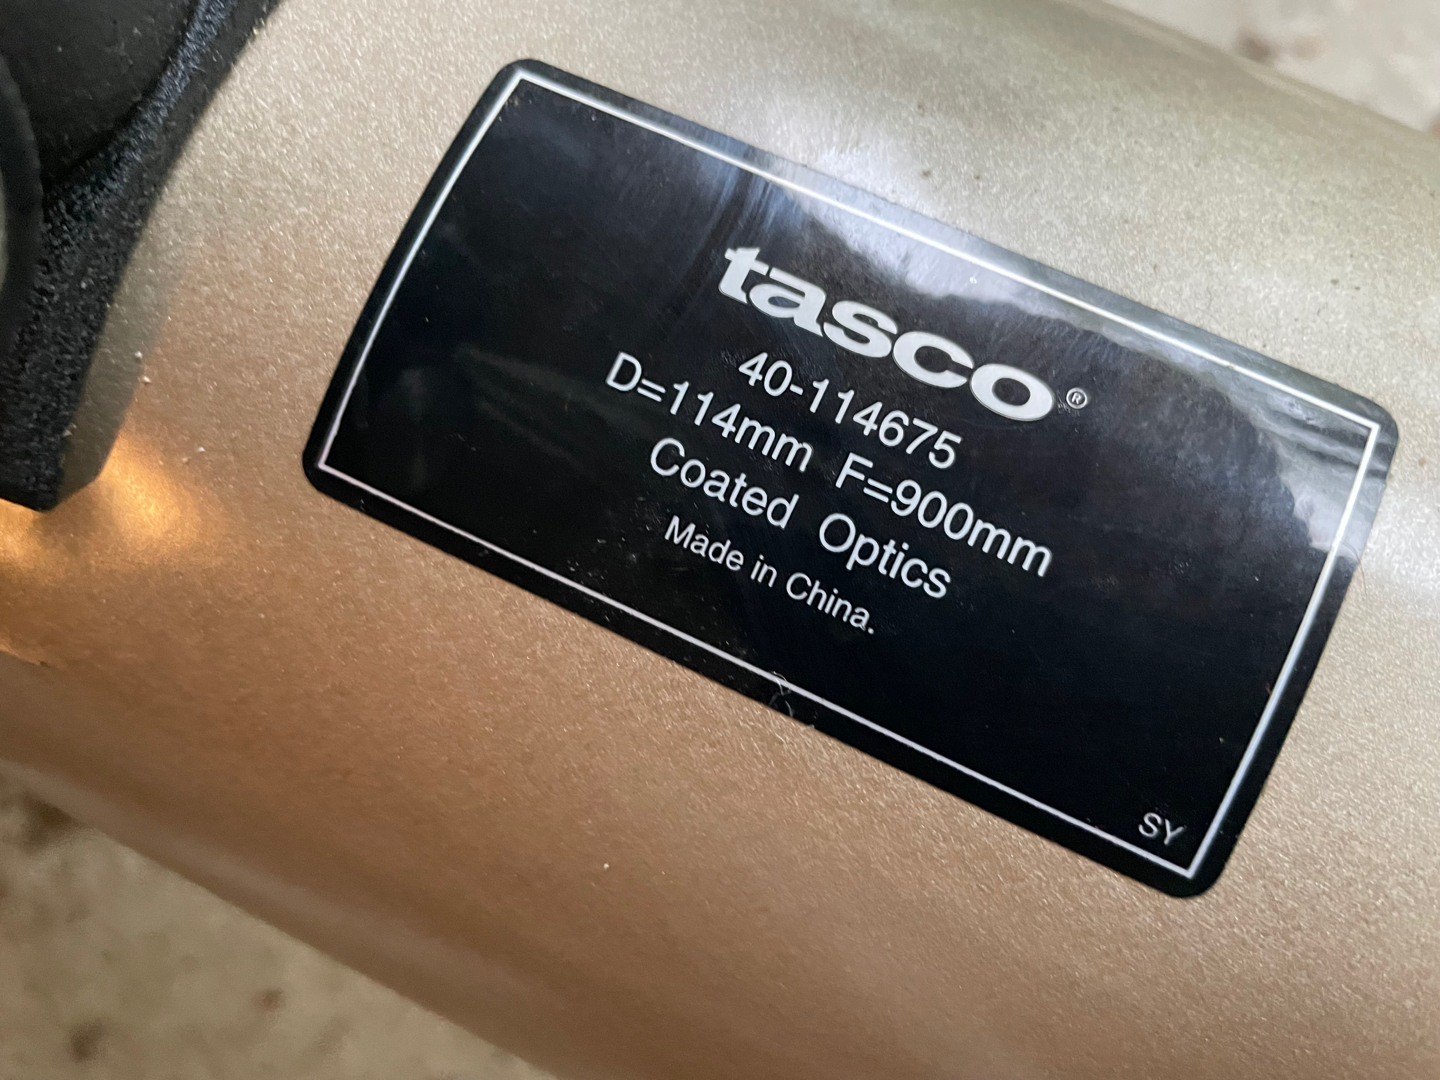 tasco®
40-114675
D=114mm F=900mm
Coated Optics
Made in China.
SY